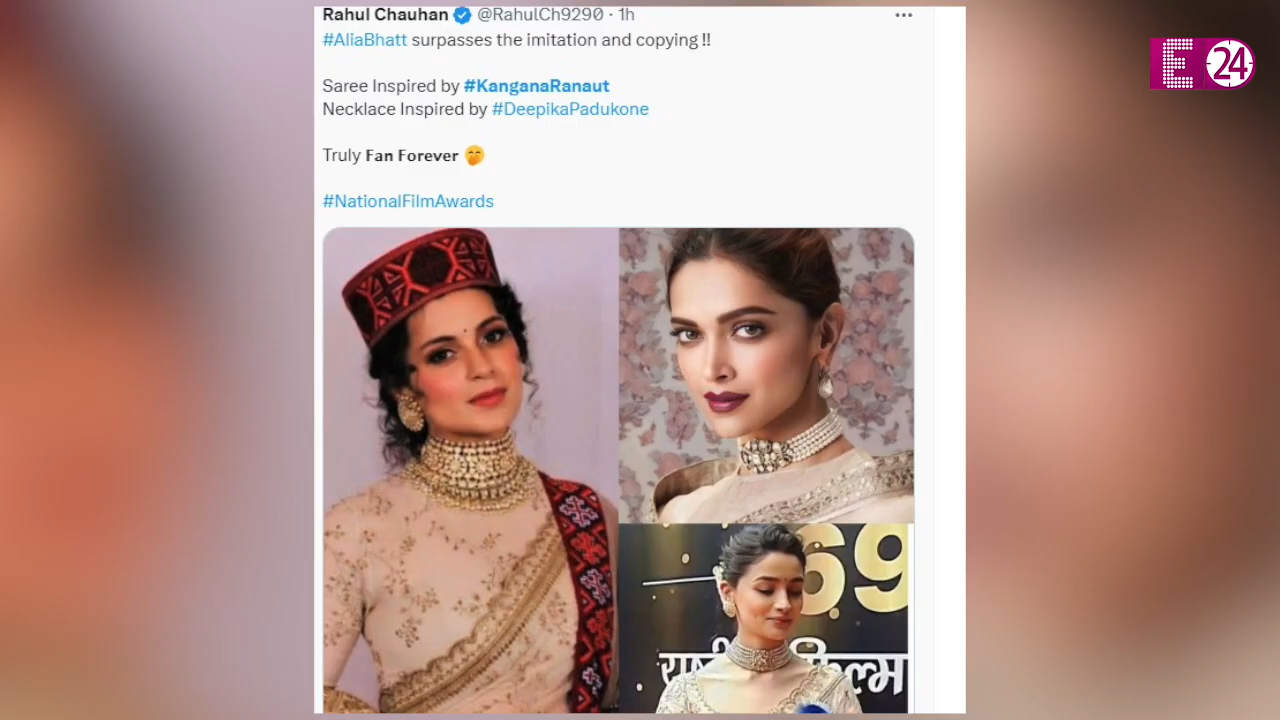 Rahul Chauhan @RahulCh9290 · 1h
#AliaBhatt surpasses the imitation and copying !!
Saree Inspired by #KanganaRanaut
Necklace Inspired by #DeepikaPadukone
Truly Fan Forever 🤭
#NationalFilmAwards
E 24
69
फिल्म